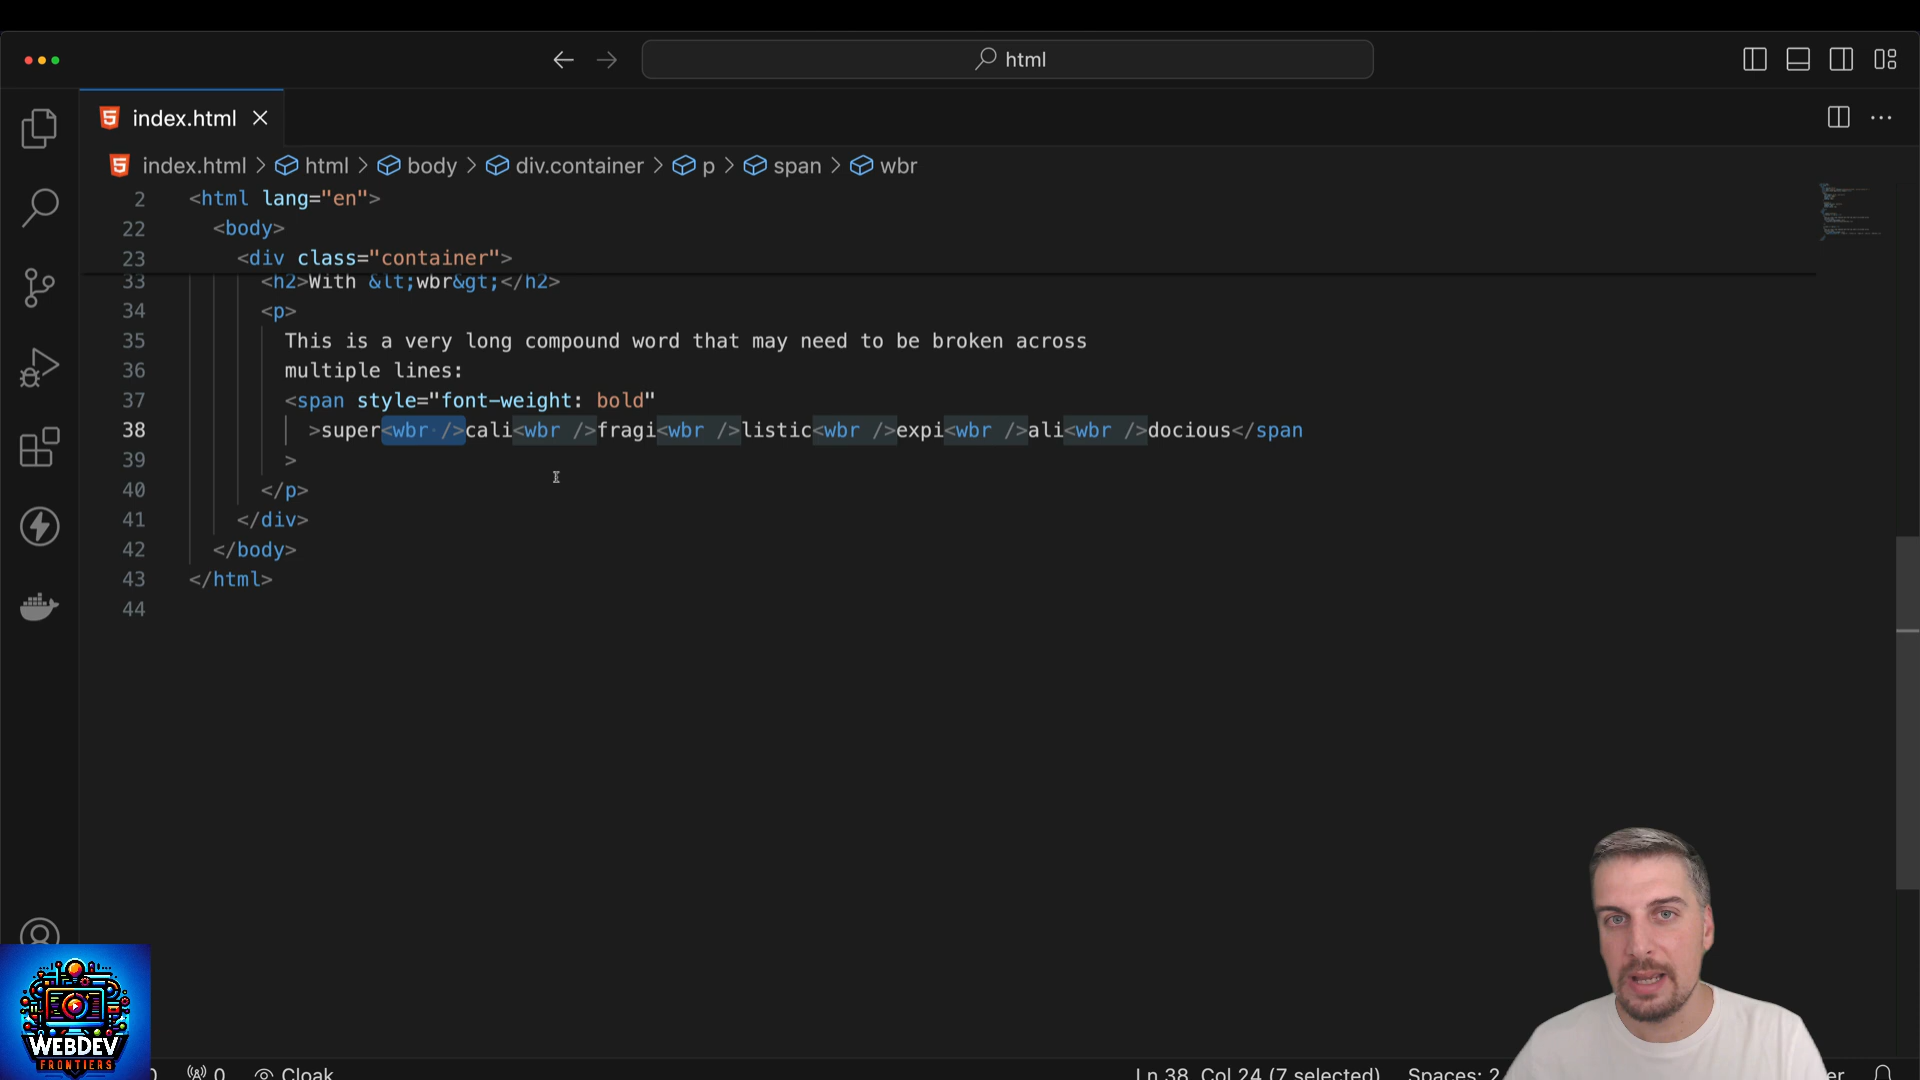 html
index.html
index.html > html > body > div.container > p > span > wbr
2 <html lang="en">
22 <body>
23 <div class="container">
33 <h2>With &lt;wbr&gt;</h2>
34 <p>
35 This is a very long compound word that may need to be broken across
36 multiple lines:
37 <span style="font-weight: bold"
38 >super<wbr />cali<wbr />fragi<wbr />listic<wbr />expi<wbr />ali<wbr />docious</span
39 >
40 </p>
41 </div>
42 </body>
43 </html>
44
WEBDEV
FRONTIERS
0 Cloak Ln 38, Col 24 (7 selected) Spaces: 2